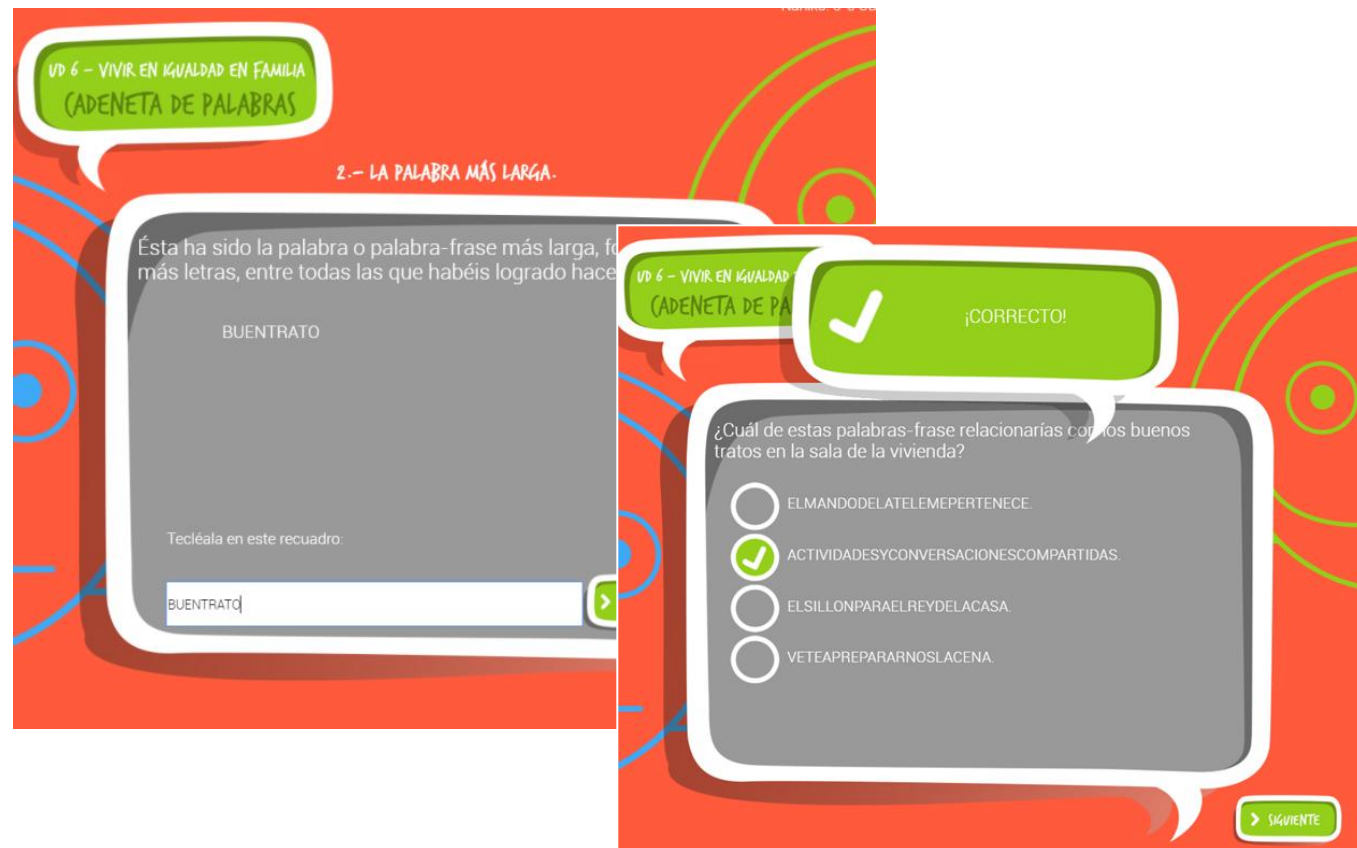 UD 6 – VIVIR EN IGUALDAD EN FAMILIA
CADENETA DE PALABRAS
2.– LA PALABRA MÁS LARGA.
Ésta ha sido la palabra o palabra-frase más larga,
más letras, entre todas las que habéis logrado
BUENTRATO
Tecléala en este recuadro:
BUENTRATO
UD 6 – VIVIR EN IGUALDAD
CADENETA DE
¡CORRECTO!
¿Cuál de estas palabras-frase relacionarías con los buenos
tratos en la sala de la vivienda?
ELMANDODELATELEMEPERTENECE.
ACTIVIDADESYCONVERSACIONESCOMPARTIDAS.
ELSILLONPARAELREYDELACASA.
VETEAPREPARARNOSLACENA.
> SIGUIENTE